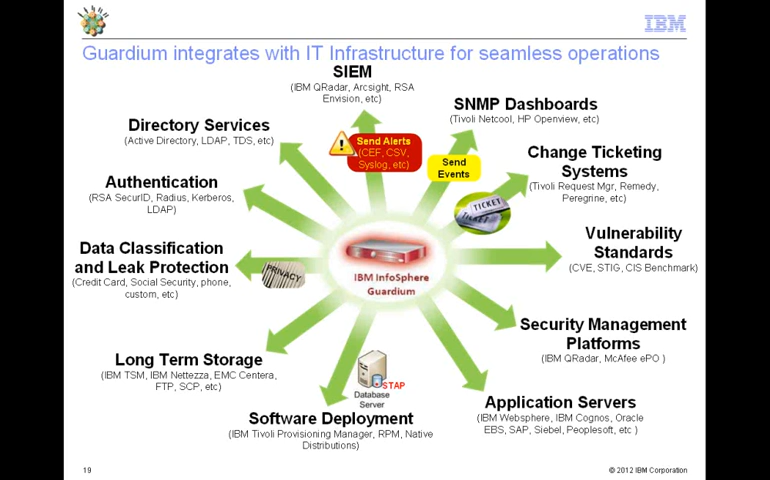 IBM
Guardium integrates with IT Infrastructure for seamless operations
SIEM
(IBM QRadar, Arcsight, RSA
Envision, etc)
SNMP Dashboards
(Tivoli Netcool, HP Openview, etc)
Directory Services
(Active Directory, LDAP, TDS, etc)
Send Alerts
(CEF, CSV,
Syslog, etc)
Send
Events
Change Ticketing
Systems
(Tivoli Request Mgr, Remedy,
Peregrine, etc)
Authentication
(RSA SecurID, Radius, Kerberos,
LDAP)
TICKET
TICKET
Vulnerability
Standards
(CVE, STIG, CIS Benchmark)
Data Classification
and Leak Protection
(Credit Card, Social Security, phone,
custom, etc)
PRIVACY
IBM InfoSphere
Guardium
Security Management
Platforms
(IBM QRadar, McAfee ePO )
Long Term Storage
(IBM TSM, IBM Nettezza, EMC Centera,
FTP, SCP, etc)
STAP
Database
Server
Application Servers
(IBM Websphere, IBM Cognos, Oracle
EBS, SAP, Siebel, Peoplesoft, etc )
Software Deployment
(IBM Tivoli Provisioning Manager, RPM, Native
Distributions)
19
© 2012 IBM Corporation